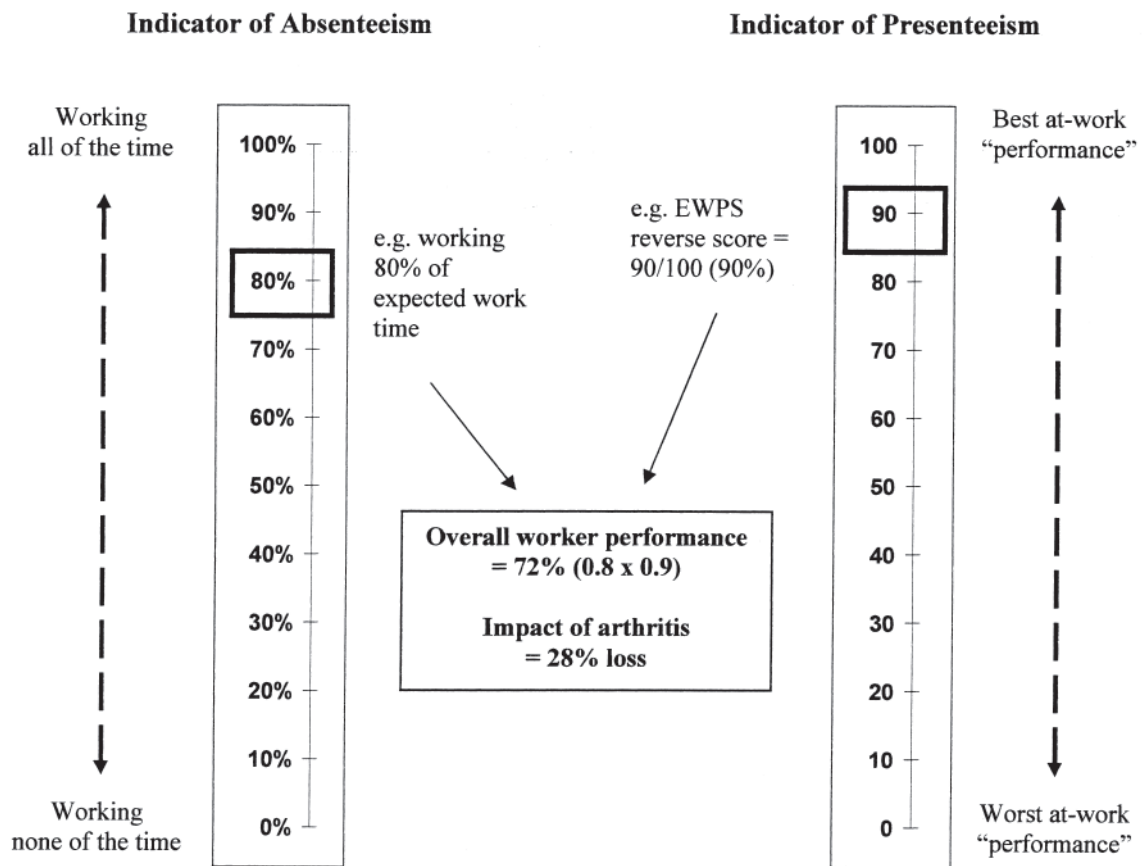 Indicator of Absenteeism
Indicator of Presenteeism
Working
all of the time
100%
90%
80%
70%
60%
50%
40%
30%
20%
10%
0%
Working
none of the time
e.g. working
80% of
expected work
time
e.g. EWPS
reverse score =
90/100 (90%)
Overall worker performance
= 72% (0.8 x 0.9)
Impact of arthritis
= 28% loss
100
90
80
70
60
50
40
30
20
10
0
Best at-work
“performance”
Worst at-work
“performance”